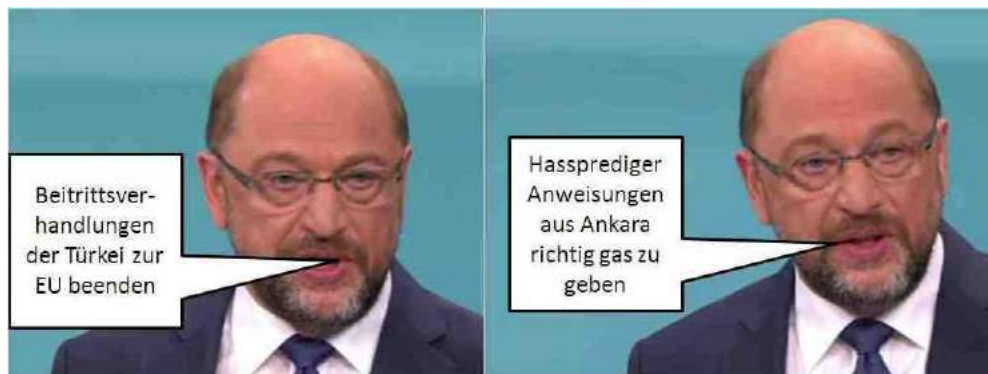 Beitrittsver-
handlungen
der Türkei zur
EU beenden
Hassprediger
Anweisungen
aus Ankara
richtig gas zu
geben